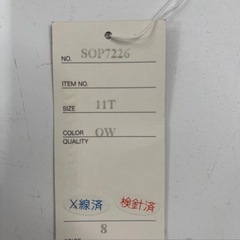 NO. SOP7226
ITEM NO.
SIZE 11T
COLOR OW
QUALITY
X線済 検針済
8